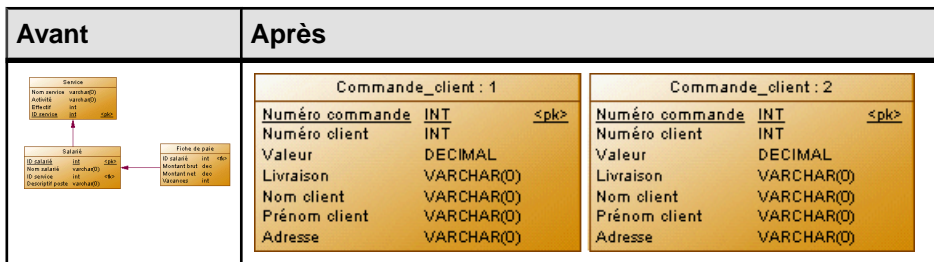 Avant
Après
Service
Nom service varchar(0)
Activité varchar(0)
Effectif int
ID service int <pk>
Salarié
ID salarié int <pk>
Nom salarié varchar(0)
ID service int <fk>
Descriptif poste varchar(0)
Fiche de paie
ID salarié int <fk>
Montant brut dec
Montant net dec
Vacances int
Commande_client : 1
Numéro commande INT <pk>
Numéro client INT
Valeur DECIMAL
Livraison VARCHAR(0)
Nom client VARCHAR(0)
Prénom client VARCHAR(0)
Adresse VARCHAR(0)
Commande_client : 2
Numéro commande INT <pk>
Numéro client INT
Valeur DECIMAL
Livraison VARCHAR(0)
Nom client VARCHAR(0)
Prénom client VARCHAR(0)
Adresse VARCHAR(0)